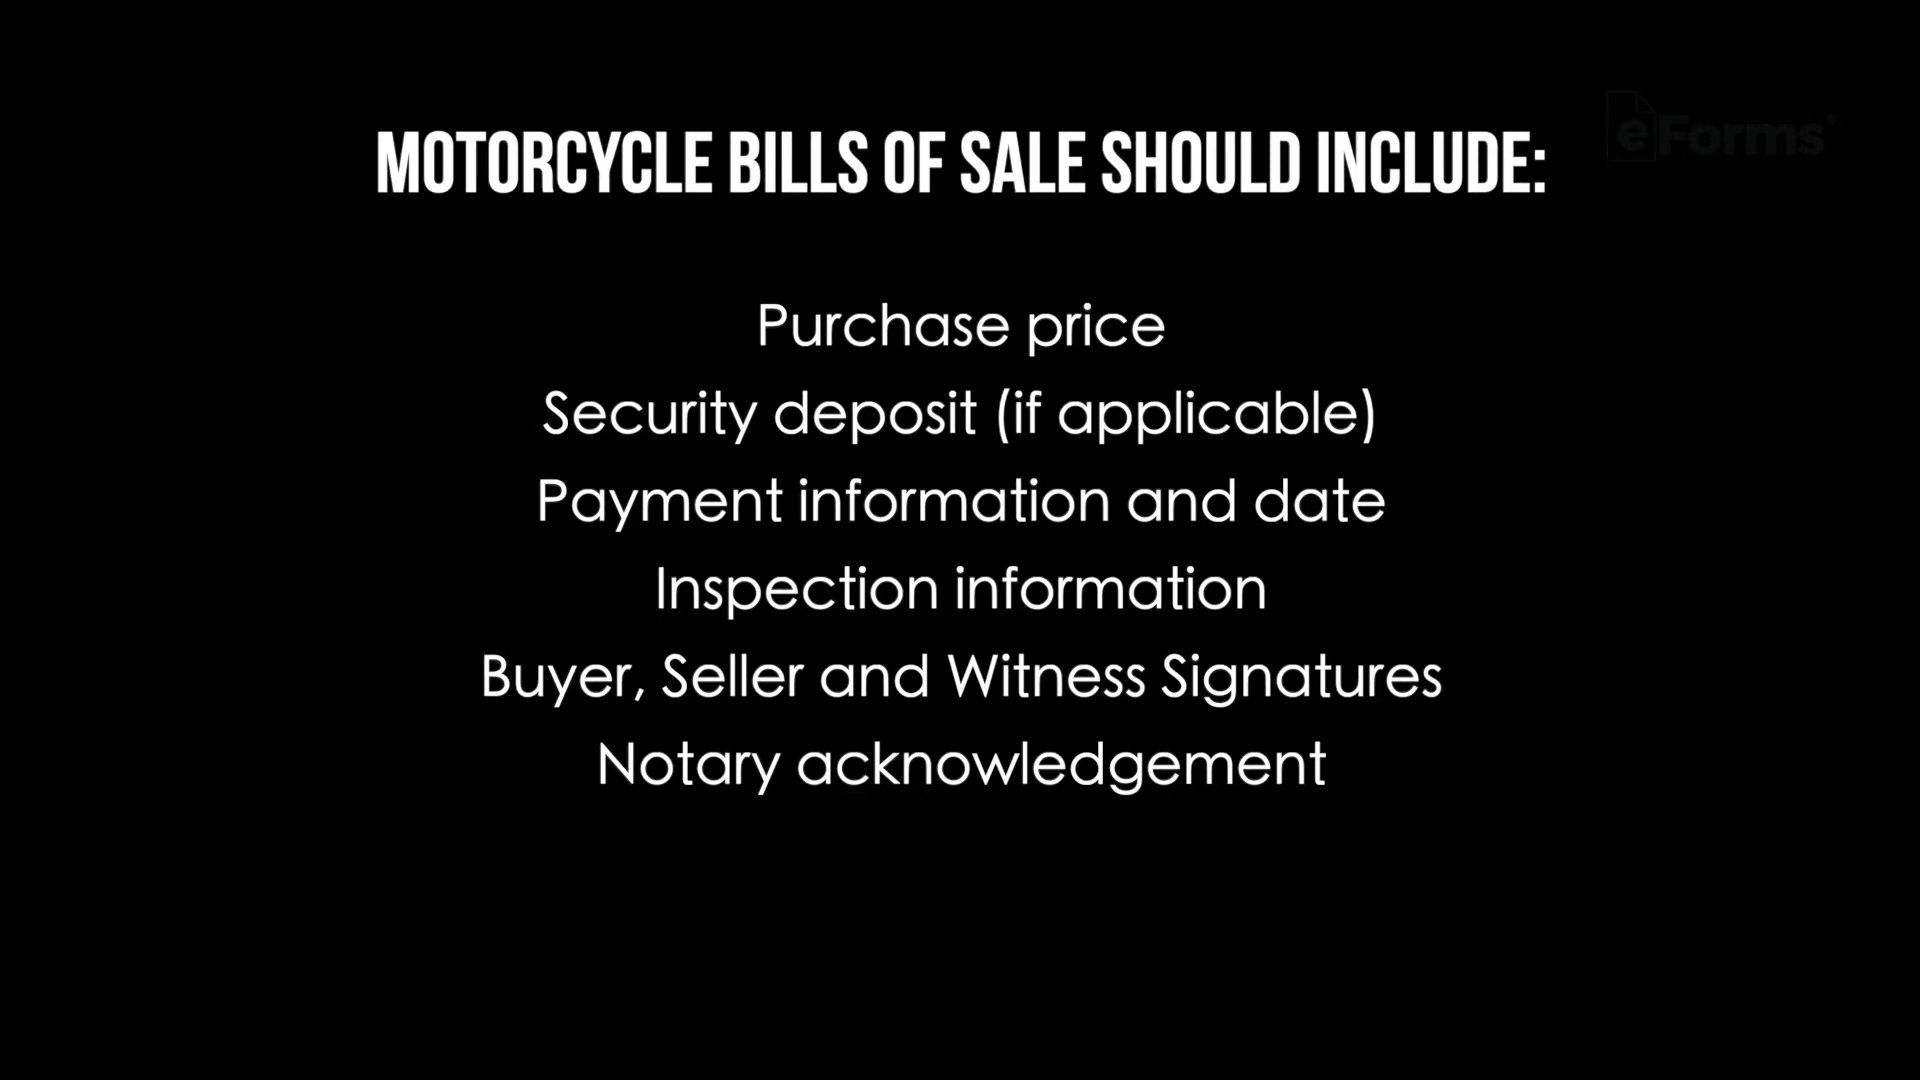 eForms
MOTORCYCLE BILLS OF SALE SHOULD INCLUDE:
Purchase price
Security deposit (if applicable)
Payment information and date
Inspection information
Buyer, Seller and Witness Signatures
Notary acknowledgement